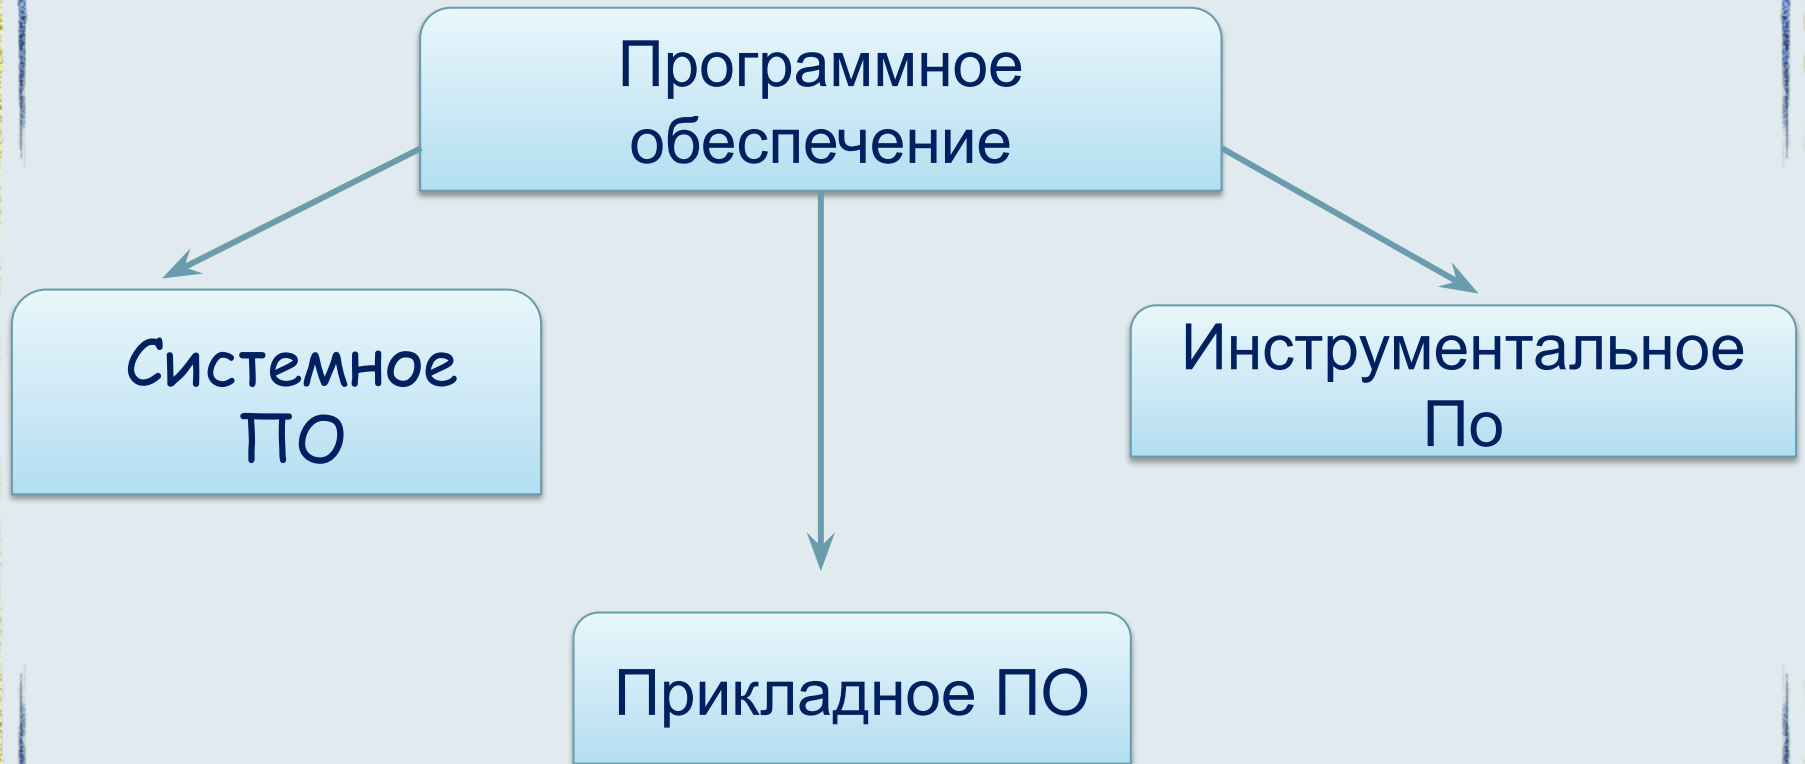 Программное
обеспечение
Системное
ПО
Инструментальное
По
Прикладное ПО